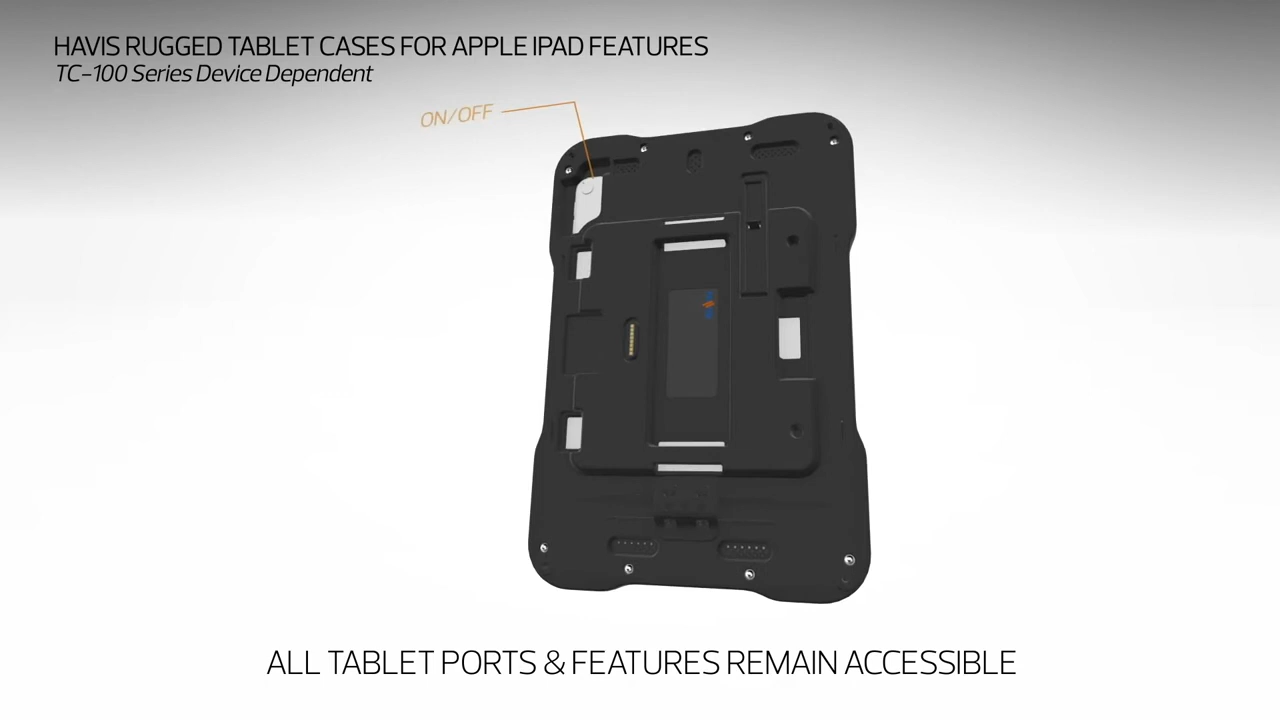 HAVIS RUGGED TABLET CASES FOR APPLE IPAD FEATURES
TC-100 Series Device Dependent
ON/OFF
ALL TABLET PORTS & FEATURES REMAIN ACCESSIBLE